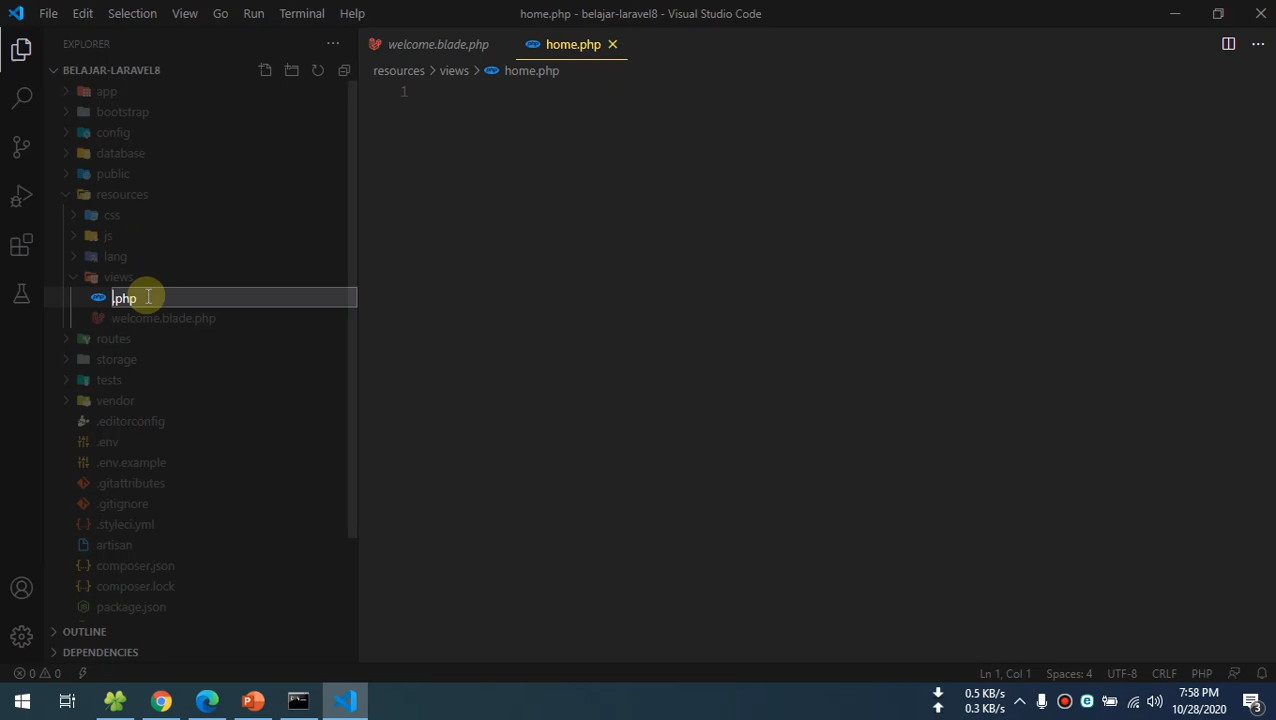 File Edit Selection View Go Run Terminal Help
home.php - belajar-laravel8 - Visual Studio Code
EXPLORER
welcome.blade.php
home.php
BELAJAR-LARAVEL8
resources > views > home.php
app
1
bootstrap
config
database
public
resources
css
js
lang
views
.php
welcome.blade.php
routes
storage
tests
vendor
.editorconfig
.env
.env.example
.gitattributes
.gitignore
.styleci.yml
artisan
composer.json
composer.lock
package.json
OUTLINE
DEPENDENCIES
0 0
Ln 1, Col 1 Spaces: 4 UTF-8 CRLF PHP
0.5 KB/s
0.3 KB/s
7:58 PM
10/28/2020
3